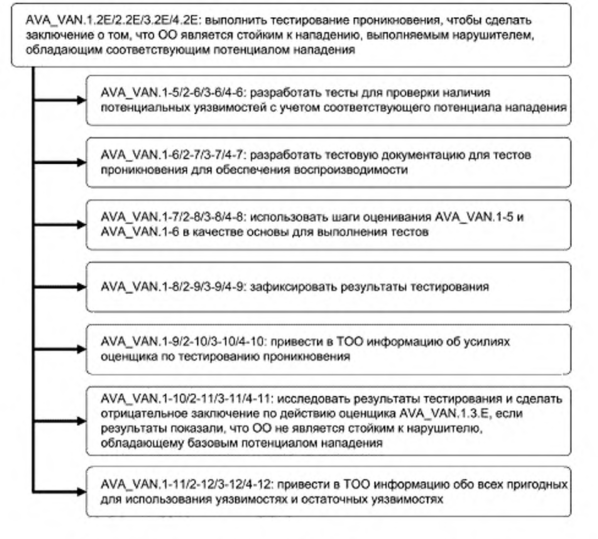 AVA_VAN.1.2E/2.2E/3.2E/4.2E: выполнить тестирование проникновения, чтобы сделать
заключение о том, что ОО является стойким к нападению, выполняемым нарушителем,
обладающим соответствующим потенциалом нападения
AVA_VAN.1-5/2-6/3-6/4-6: разработать тесты для проверки наличия
потенциальных уязвимостей с учетом соответствующего потенциала нападения
AVA_VAN.1-6/2-7/3-7/4-7: разработать тестовую документацию для тестов
проникновения для обеспечения воспроизводимости
AVA_VAN.1-7/2-8/3-8/4-8: использовать шаги оценивания AVA_VAN.1-5 и
AVA_VAN.1-6 в качестве основы для выполнения тестов
AVA_VAN.1-8/2-9/3-9/4-9: зафиксировать результаты тестирования
AVA_VAN.1-9/2-10/3-10/4-10: привести в ТОО информацию об усилиях
оценщика по тестированию проникновения
AVA_VAN.1-10/2-11/3-11/4-11: исследовать результаты тестирования и сделать
отрицательное заключение по действию оценщика AVA_VAN.1.3.E, если
результаты показали, что ОО не является стойким к нарушителю,
обладающему базовым потенциалом нападения
AVA_VAN.1-11/2-12/3-12/4-12: привести в ТОО информацию обо всех пригодных
для использования уязвимостях и остаточных уязвимостях